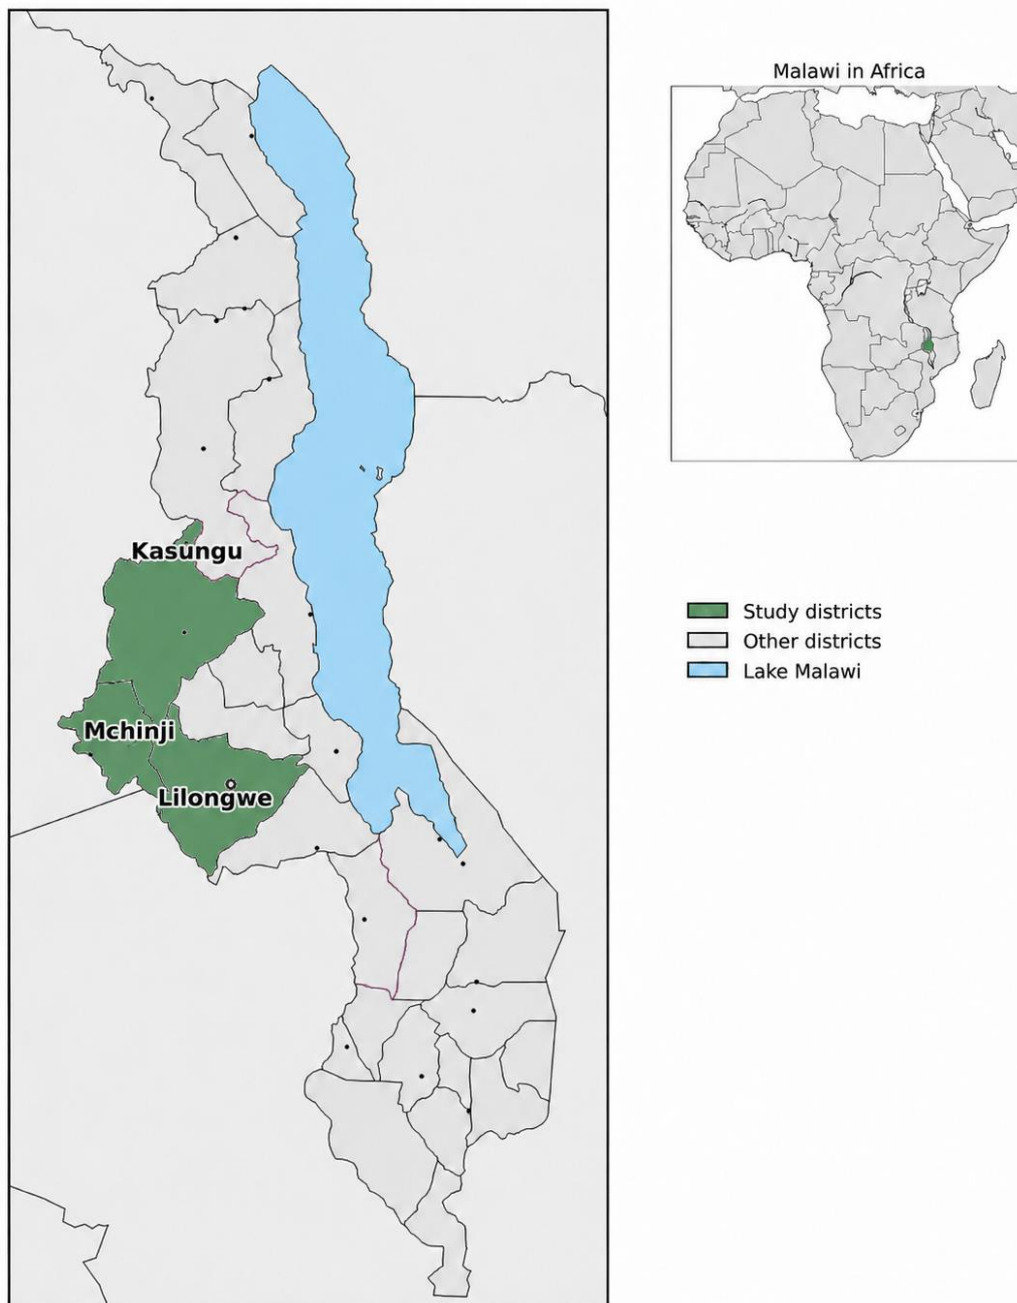 Malawi in Africa
Kasungu
Mchinji
Lilongwe
Study districts
Other districts
Lake Malawi